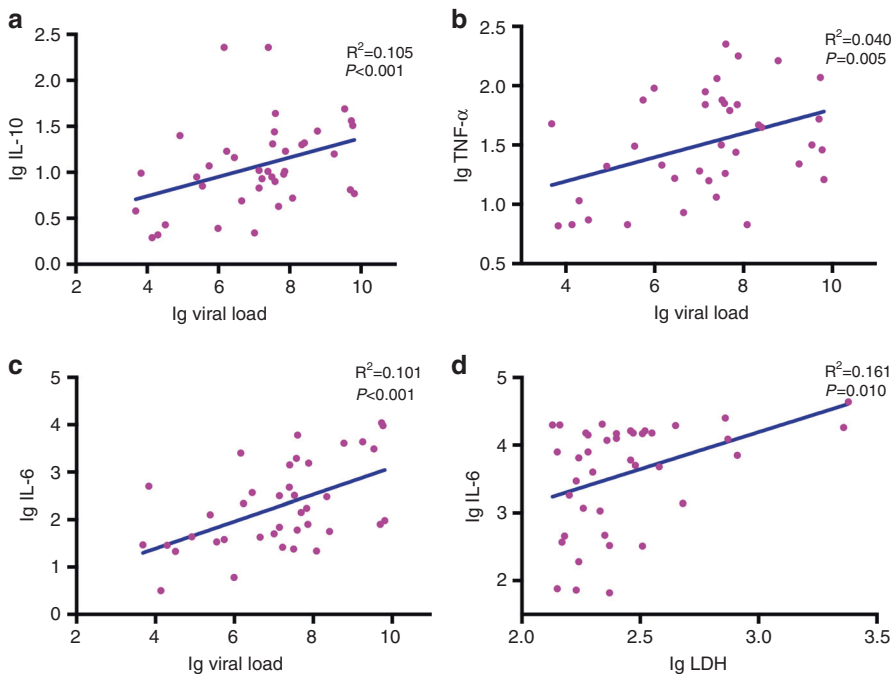 a
lg IL-10
2.5
2.0
1.5
1.0
0.5
0.0
2
4
6
8
10
lg viral load
R²=0.105
P<0.001
b
lg TNF-α
2.5
2.0
1.5
1.0
0.5
4
6
8
10
lg viral load
R²=0.040
P=0.005
c
lg IL-6
5
4
3
2
1
0
2
4
6
8
10
lg viral load
R²=0.101
P<0.001
d
lg IL-6
5
4
3
2
2.0
2.5
3.0
3.5
lg LDH
R²=0.161
P=0.010